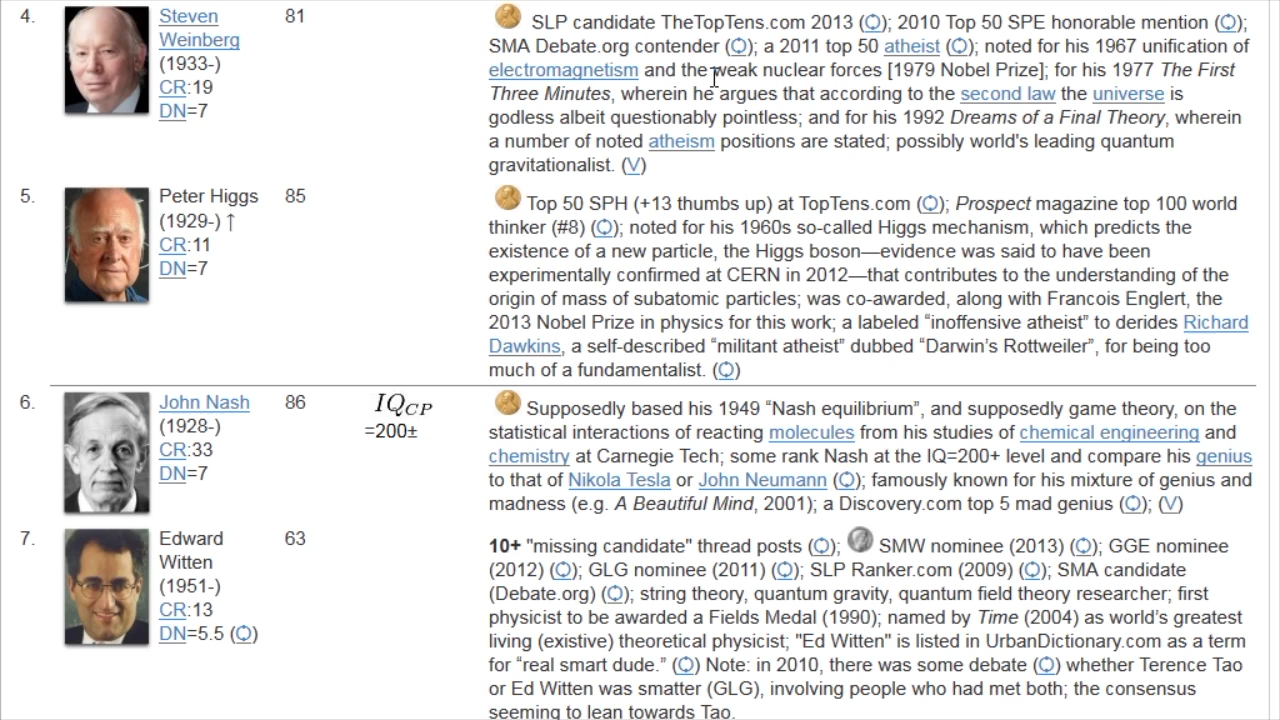 4.
Steven
Weinberg
(1933-)
CR:19
DN=7
81
SLP candidate TheTopTens.com 2013 (Q); 2010 Top 50 SPE honorable mention (Q);
SMA Debate.org contender (Q); a 2011 top 50 atheist (Q); noted for his 1967 unification of
electromagnetism and the weak nuclear forces [1979 Nobel Prize]; for his 1977 The First
Three Minutes, wherein he argues that according to the second law the universe is
godless albeit questionably pointless; and for his 1992 Dreams of a Final Theory, wherein
a number of noted atheism positions are stated; possibly world's leading quantum
gravitationalist. (V)
5.
Peter Higgs
(1929-) ↑
CR:11
DN=7
85
Top 50 SPH (+13 thumbs up) at TopTens.com (Q); Prospect magazine top 100 world
thinker (#8) (Q); noted for his 1960s so-called Higgs mechanism, which predicts the
existence of a new particle, the Higgs boson—evidence was said to have been
experimentally confirmed at CERN in 2012—that contributes to the understanding of the
origin of mass of subatomic particles; was co-awarded, along with Francois Englert, the
2013 Nobel Prize in physics for this work; a labeled “inoffensive atheist” to derides Richard
Dawkins, a self-described “militant atheist” dubbed “Darwin’s Rottweiler”, for being too
much of a fundamentalist. (Q)
6.
John Nash
(1928-)
CR:33
DN=7
86
IQCP
=200±
Supposedly based his 1949 “Nash equilibrium”, and supposedly game theory, on the
statistical interactions of reacting molecules from his studies of chemical engineering and
chemistry at Carnegie Tech; some rank Nash at the IQ=200+ level and compare his genius
to that of Nikola Tesla or John Neumann (Q); famously known for his mixture of genius and
madness (e.g. A Beautiful Mind, 2001); a Discovery.com top 5 mad genius (Q); (V)
7.
Edward
Witten
(1951-)
CR:13
DN=5.5 (Q)
63
10+ "missing candidate" thread posts (Q); SMW nominee (2013) (Q); GGE nominee
(2012) (Q); GLG nominee (2011) (Q); SLP Ranker.com (2009) (Q); SMA candidate
(Debate.org) (Q); string theory, quantum gravity, quantum field theory researcher; first
physicist to be awarded a Fields Medal (1990); named by Time (2004) as world’s greatest
living (existive) theoretical physicist; "Ed Witten" is listed in UrbanDictionary.com as a term
for “real smart dude.” (Q) Note: in 2010, there was some debate (Q) whether Terence Tao
or Ed Witten was smatter (GLG), involving people who had met both; the consensus
seeming to lean towards Tao.